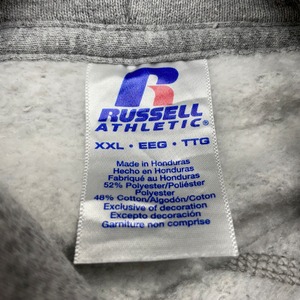 RUSSELL
ATHLETIC®
XXL • EEG • TTG
Made in Honduras
Hecho en Honduras
Fabriqué au Honduras
52% Polyester/Poliéster
Polyester
48% Cotton/Algodón/Coton
Exclusive of decoration
Excepto decoración
Garniture non comprise